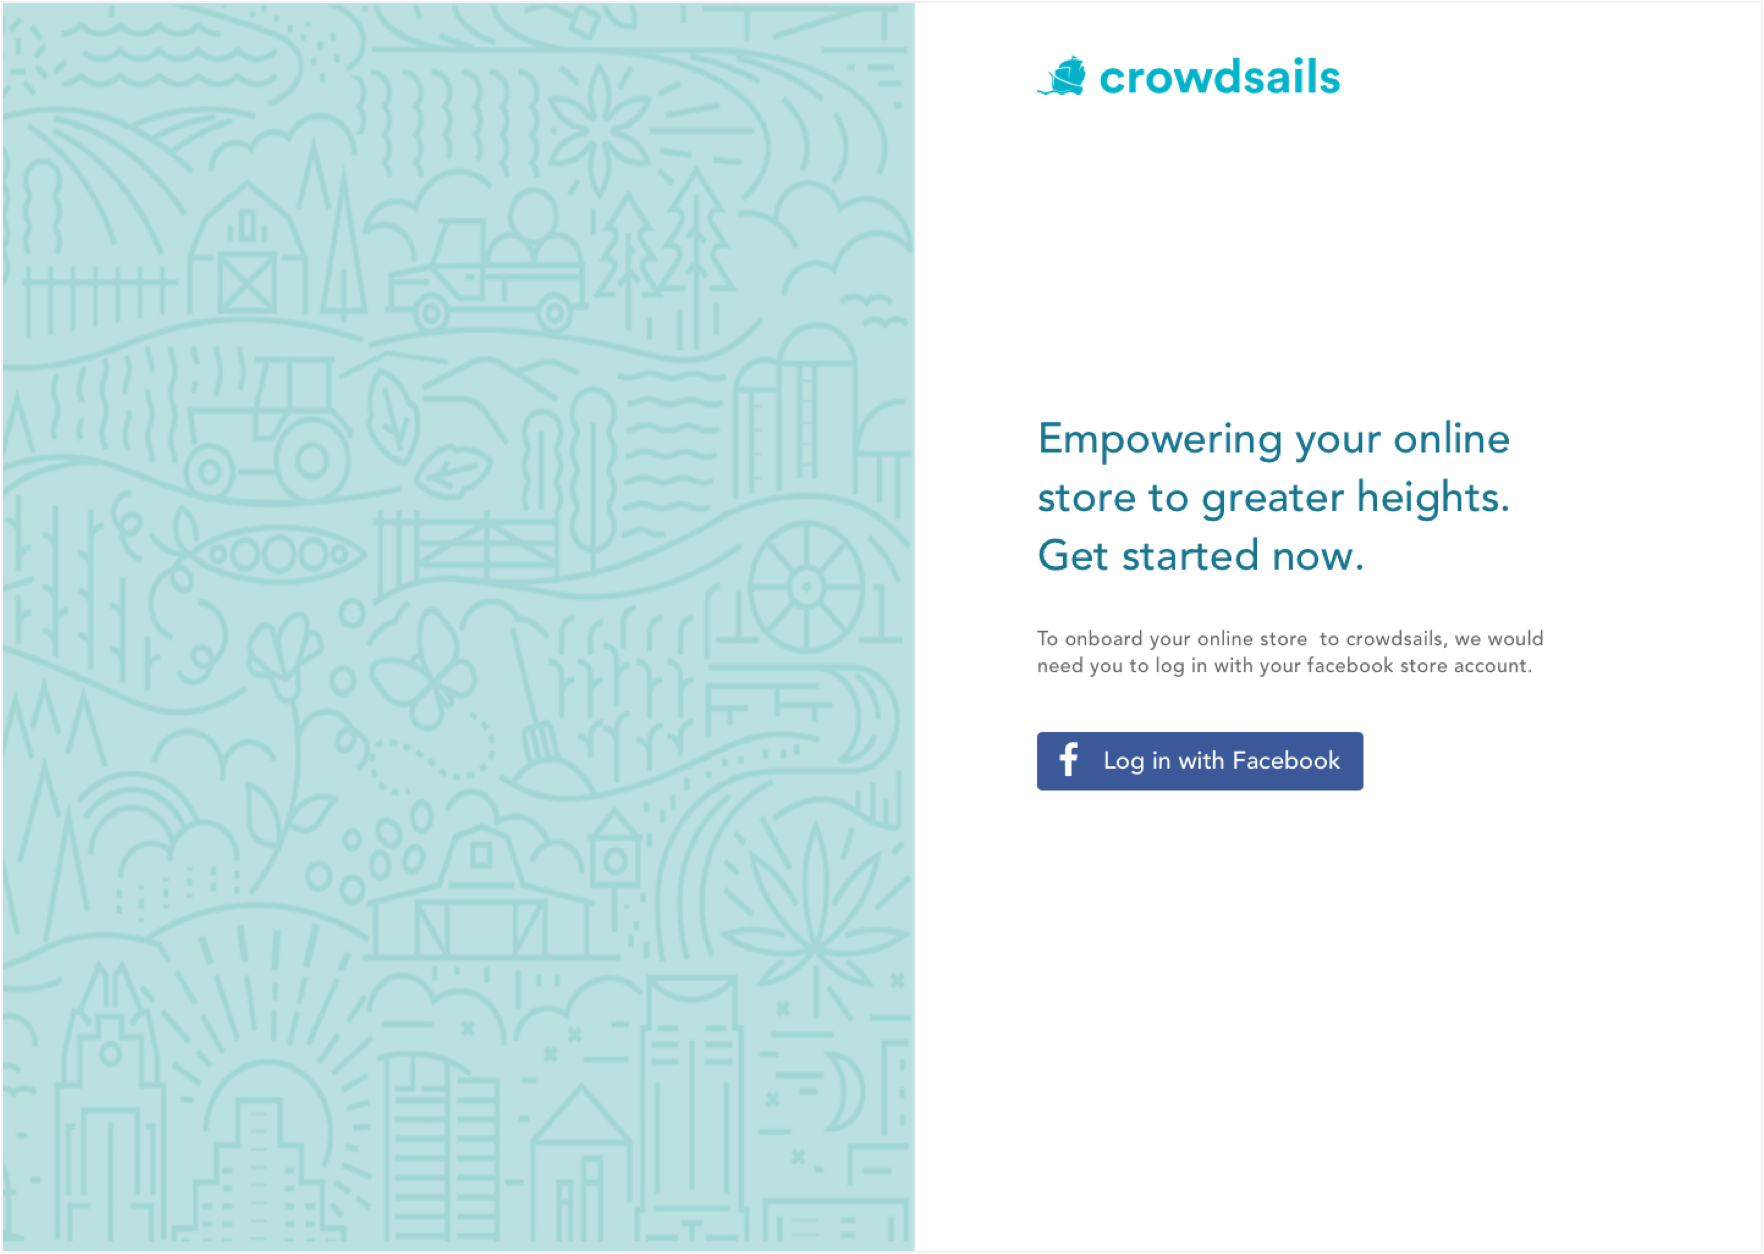 crowdsails
Empowering your online
store to greater heights.
Get started now.
To onboard your online store  to crowdsails, we would
need you to log in with your facebook store account.
f Log in with Facebook